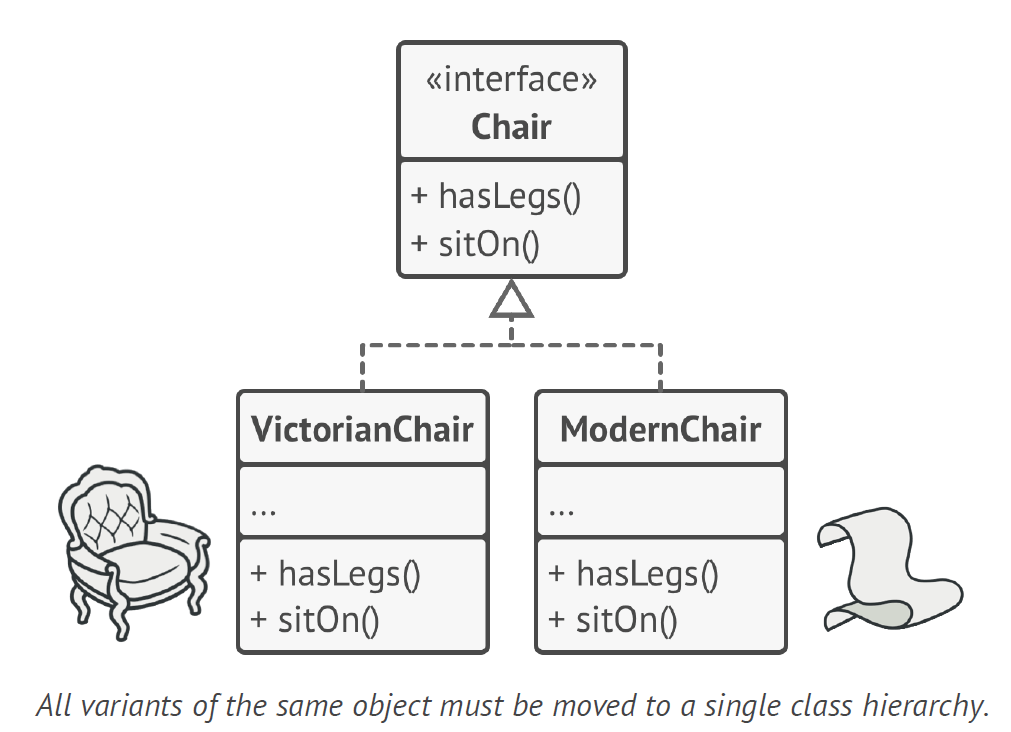 «interface»
Chair
+ hasLegs()
+ sitOn()
VictorianChair
...
+ hasLegs()
+ sitOn()
ModernChair
...
+ hasLegs()
+ sitOn()
All variants of the same object must be moved to a single class hierarchy.